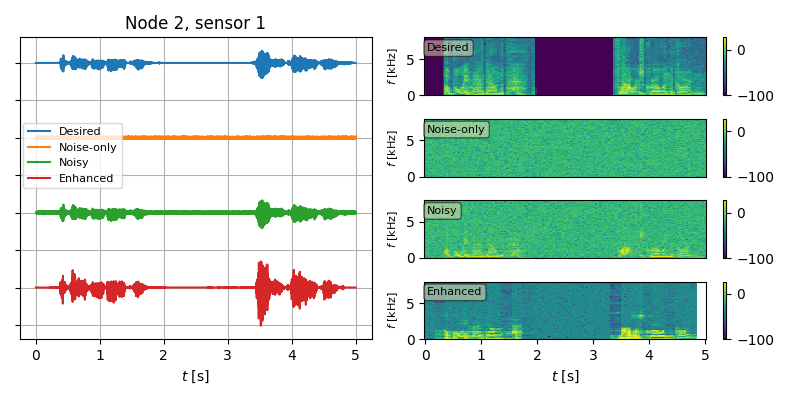 Node 2, sensor 1
Desired
Noise-only
Noisy
Enhanced
0 1 2 3 4 5
t [s]
Desired
f [kHz]
5
0
0
−100
Noise-only
f [kHz]
5
0
0
−100
Noisy
f [kHz]
5
0
0
−100
Enhanced
f [kHz]
5
0
0
−100
0 1 2 3 4 5
t [s]